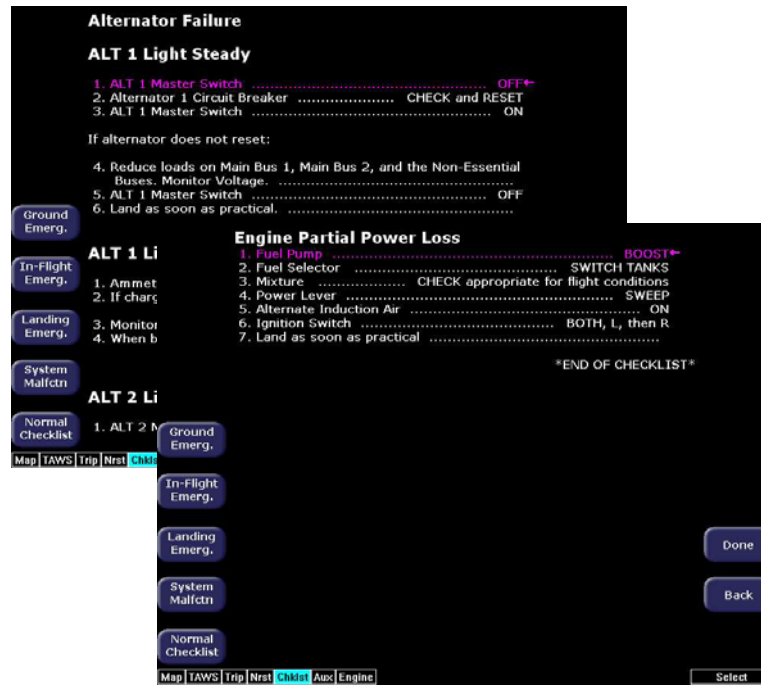 Alternator Failure
ALT 1 Light Steady
1. ALT 1 Master Switch ................................................ OFF←
2. Alternator 1 Circuit Breaker .................... CHECK and RESET
3. ALT 1 Master Switch .................................................. ON
If alternator does not reset:
4. Reduce loads on Main Bus 1, Main Bus 2, and the Non-Essential
Buses. Monitor Voltage. .................................................
5. ALT 1 Master Switch .................................................. OFF
6. Land as soon as practical. ...............................................
ALT 1 Li
1. Ammet
2. If charg
3. Monitor
4. When b
ALT 2 Li
1. ALT 2 M
Ground
Emerg.
In-Flight
Emerg.
Landing
Emerg.
System
Malfctn
Normal
Checklist
Map TAWS Trip Nrst Chklst
Engine Partial Power Loss
1. Fuel Pump ........................................................... BOOST←
2. Fuel Selector ........................................... SWITCH TANKS
3. Mixture .................. CHECK appropriate for flight conditions
4. Power Lever ........................................................... SWEEP
5. Alternate Induction Air .................................................. ON
6. Ignition Switch ......................................... BOTH, L, then R
7. Land as soon as practical .................................................
*END OF CHECKLIST*
Ground
Emerg.
In-Flight
Emerg.
Landing
Emerg.
System
Malfctn
Normal
Checklist
Done
Back
Map TAWS Trip Nrst Chklst Aux Engine
Select